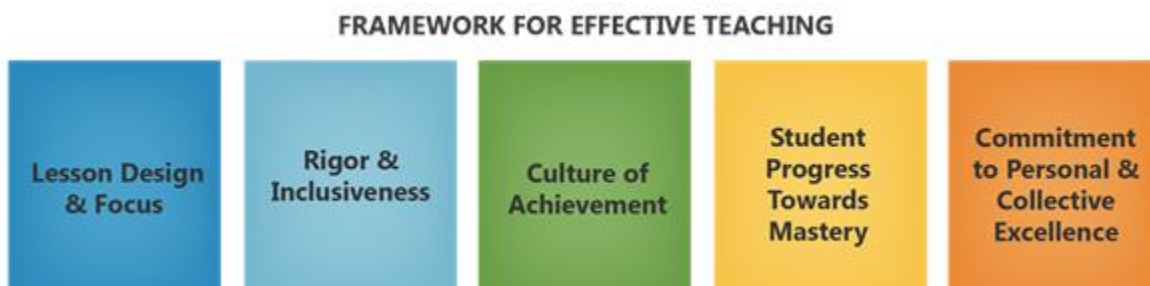 FRAMEWORK FOR EFFECTIVE TEACHING
Lesson Design
& Focus
Rigor &
Inclusiveness
Culture of
Achievement
Student
Progress
Towards
Mastery
Commitment
to Personal &
Collective
Excellence